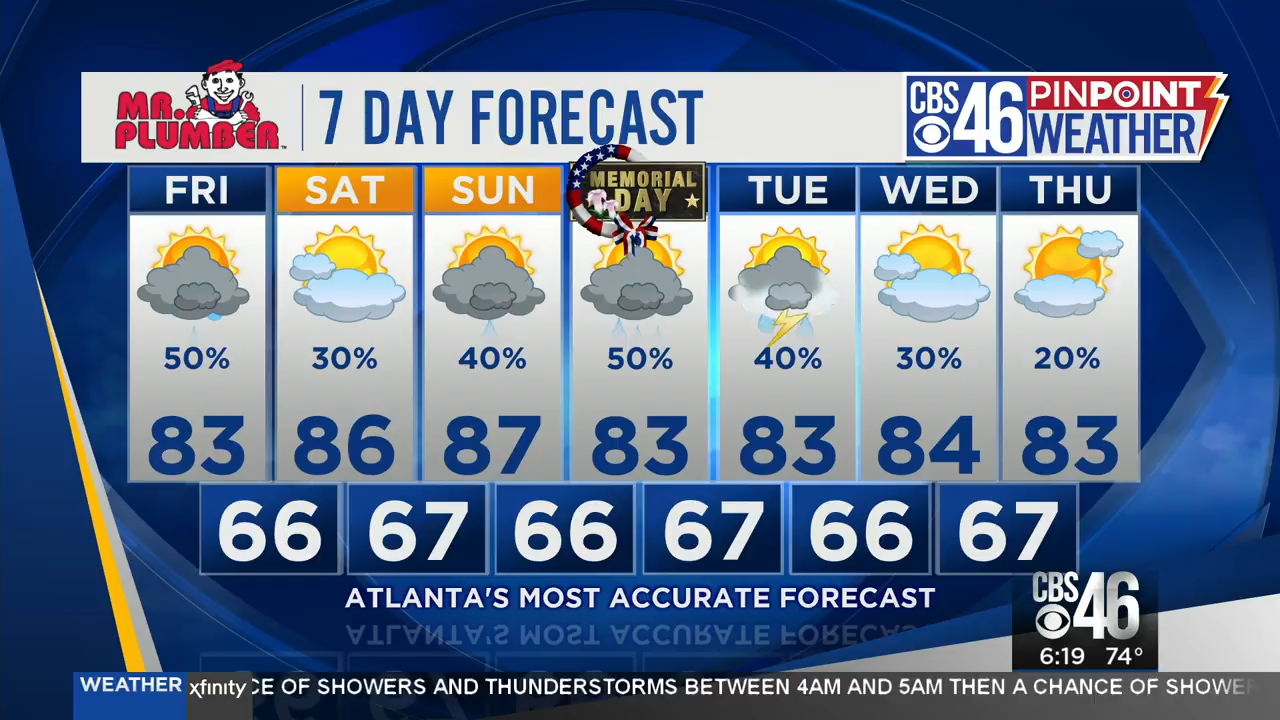 MR. PLUMBER™
7 DAY FORECAST
CBS 46 PINPOINT WEATHER
FRI SAT SUN MEMORIAL DAY TUE WED THU
50% 30% 40% 50% 40% 30% 20%
83 86 87 83 83 84 83
66 67 66 67 66 67
ATLANTA'S MOST ACCURATE FORECAST
CBS 46
6:19 74°
WEATHER xfinity CE OF SHOWERS AND THUNDERSTORMS BETWEEN 4AM AND 5AM THEN A CHANCE OF SHOWE